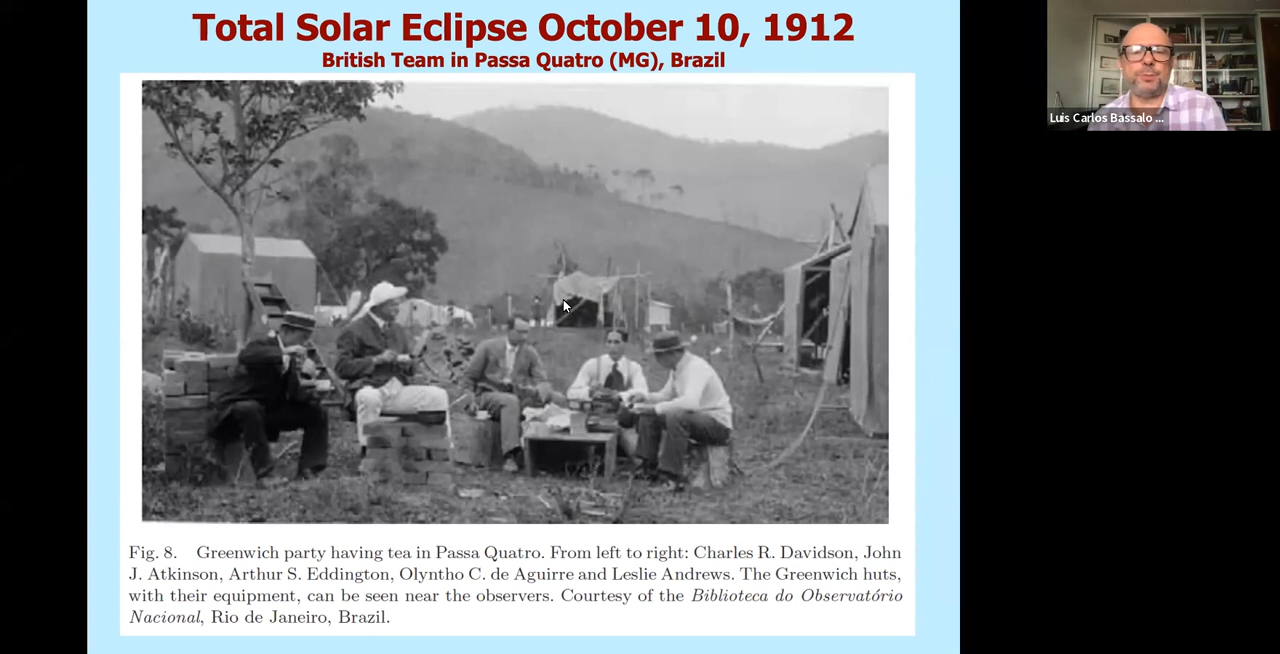 Total Solar Eclipse October 10, 1912
British Team in Passa Quatro (MG), Brazil
Luis Carlos Bassalo ...
Fig. 8. Greenwich party having tea in Passa Quatro. From left to right: Charles R. Davidson, John
J. Atkinson, Arthur S. Eddington, Olyntho C. de Aguirre and Leslie Andrews. The Greenwich huts,
with their equipment, can be seen near the observers. Courtesy of the Biblioteca do Observatório
Nacional, Rio de Janeiro, Brazil.